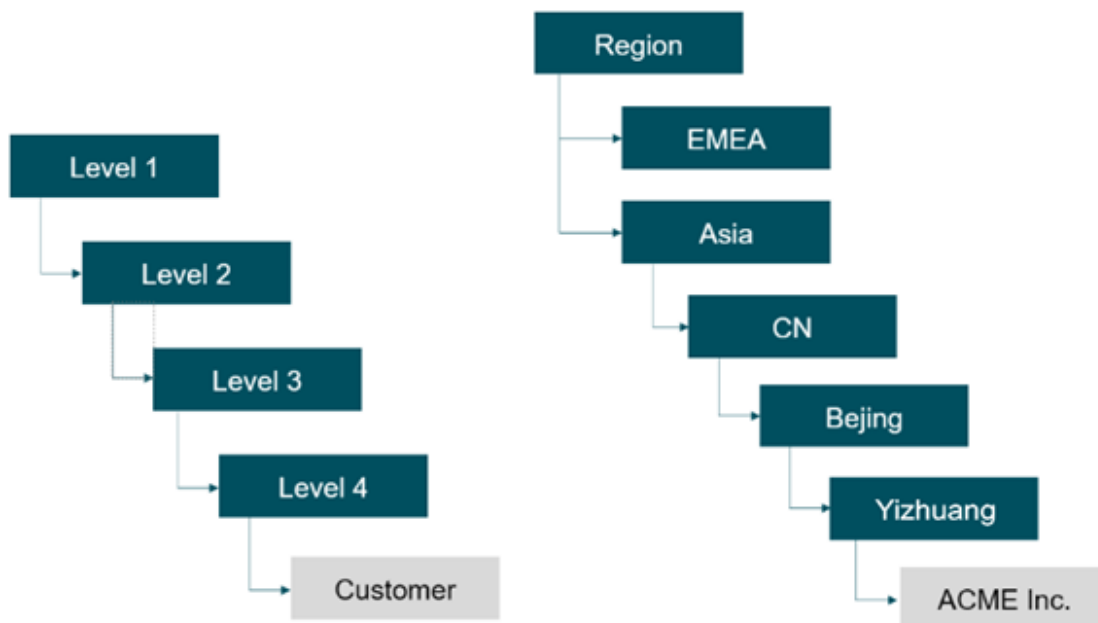 Level 1
Level 2
Level 3
Level 4
Customer
Region
EMEA
Asia
CN
Bejing
Yizhuang
ACME Inc.